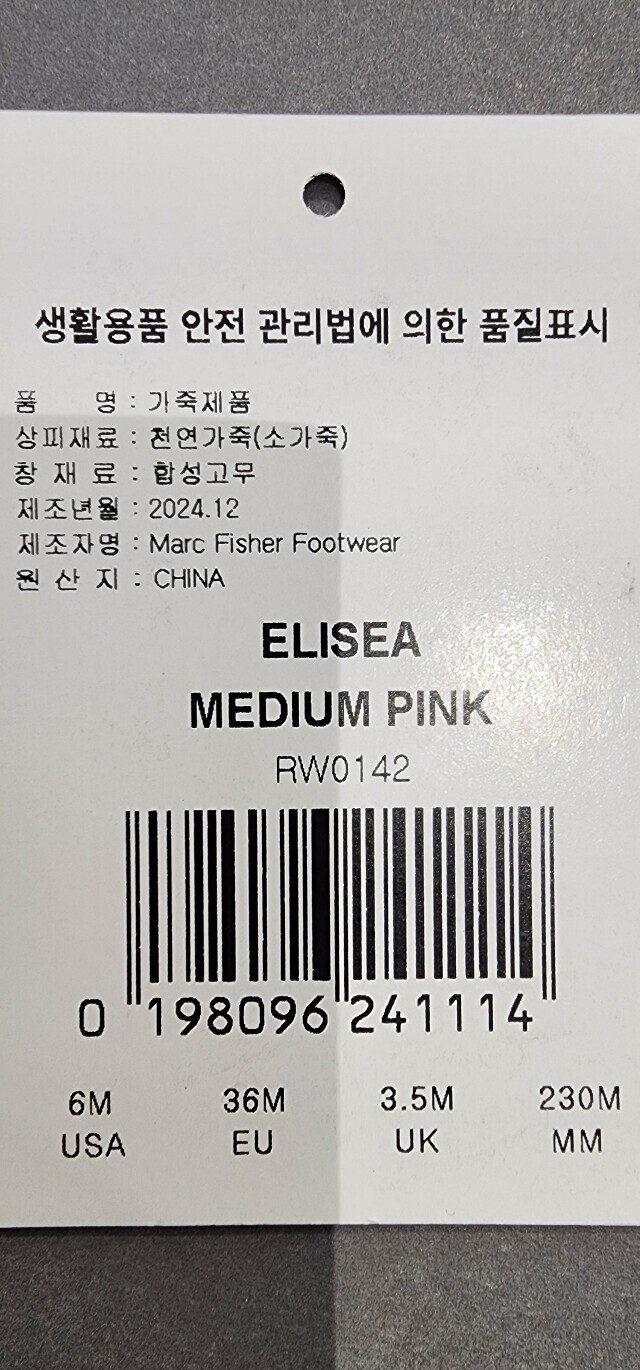 생활용품 안전 관리법에 의한 품질표시
품 명 : 가죽제품
상피재료 : 천연가죽(소가죽)
창 재 료 : 합성고무
제조년월 : 2024.12
제조자명 : Marc Fisher Footwear
원 산 지 : CHINA
ELISEA
MEDIUM PINK
RW0142
0 198096 241114
6M 36M 3.5M 230M
USA EU UK MM